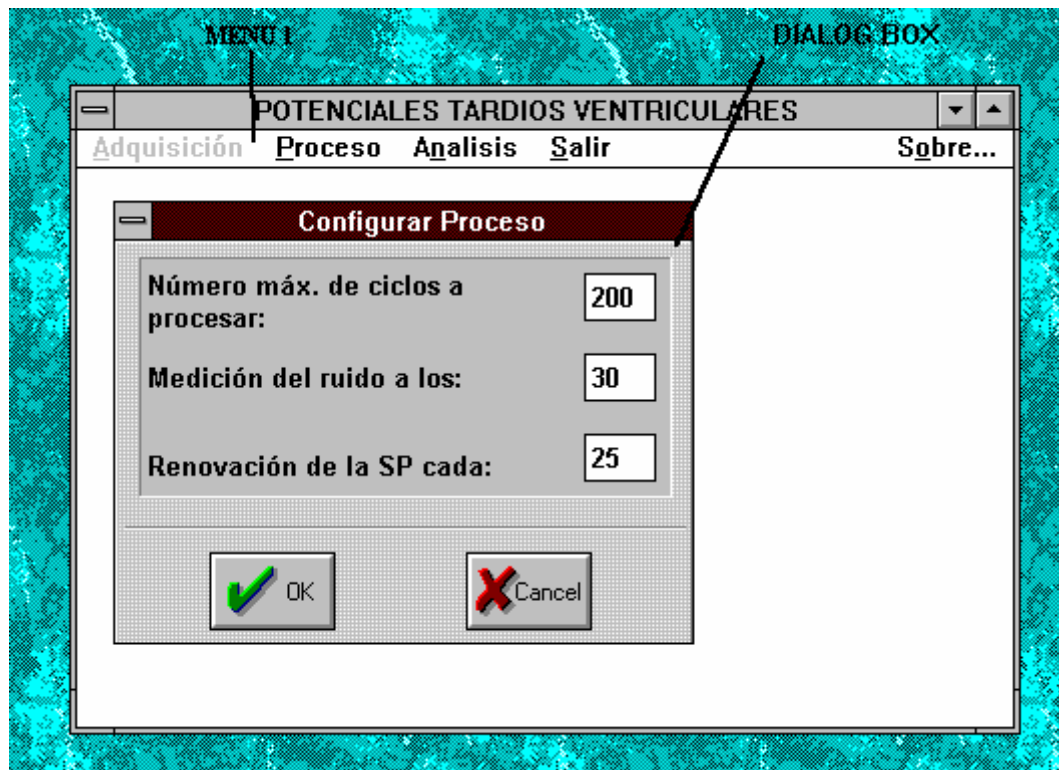 MENU 1 DIALOG BOX
POTENCIALES TARDIOS VENTRICULARES
Adquisición Proceso Analisis Salir Sobre...
Configurar Proceso
Número máx. de ciclos a
procesar:
200
Medición del ruido a los: 30
Renovación de la SP cada: 25
OK Cancel